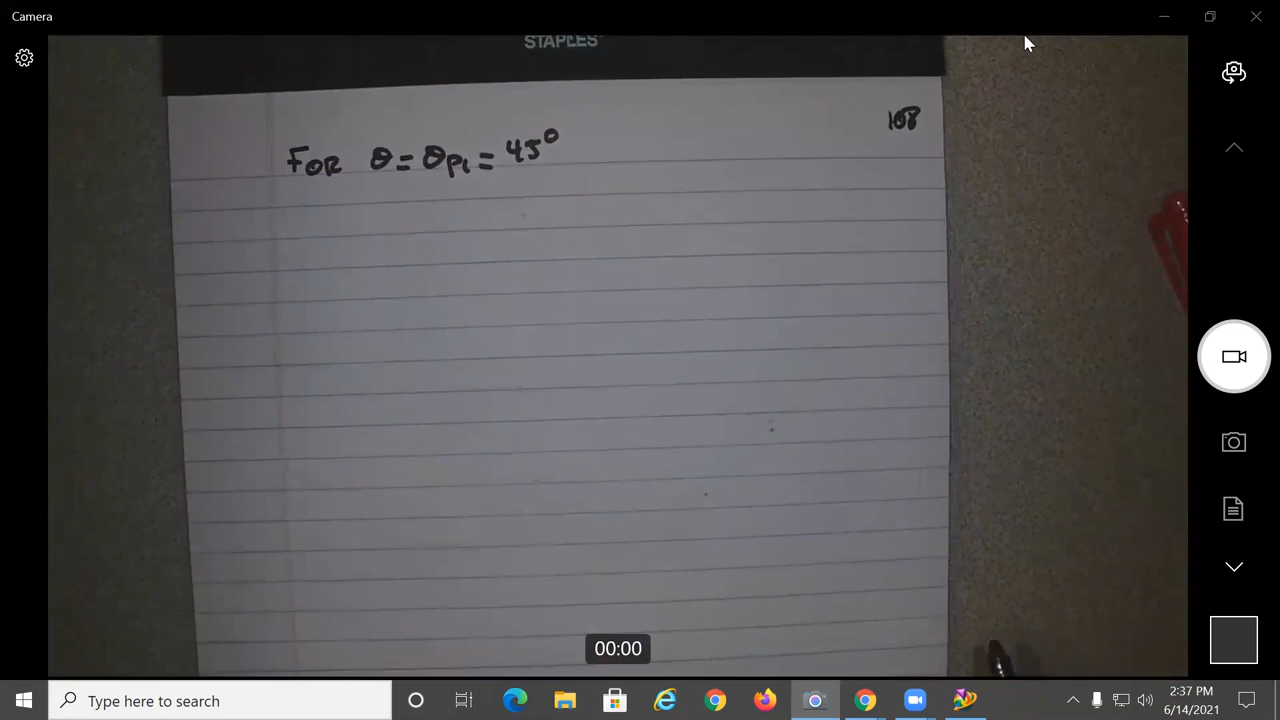 Camera
STAPLES
108
FOR θ = θP1 = 45°
00:00
Type here to search
2:37 PM
6/14/2021